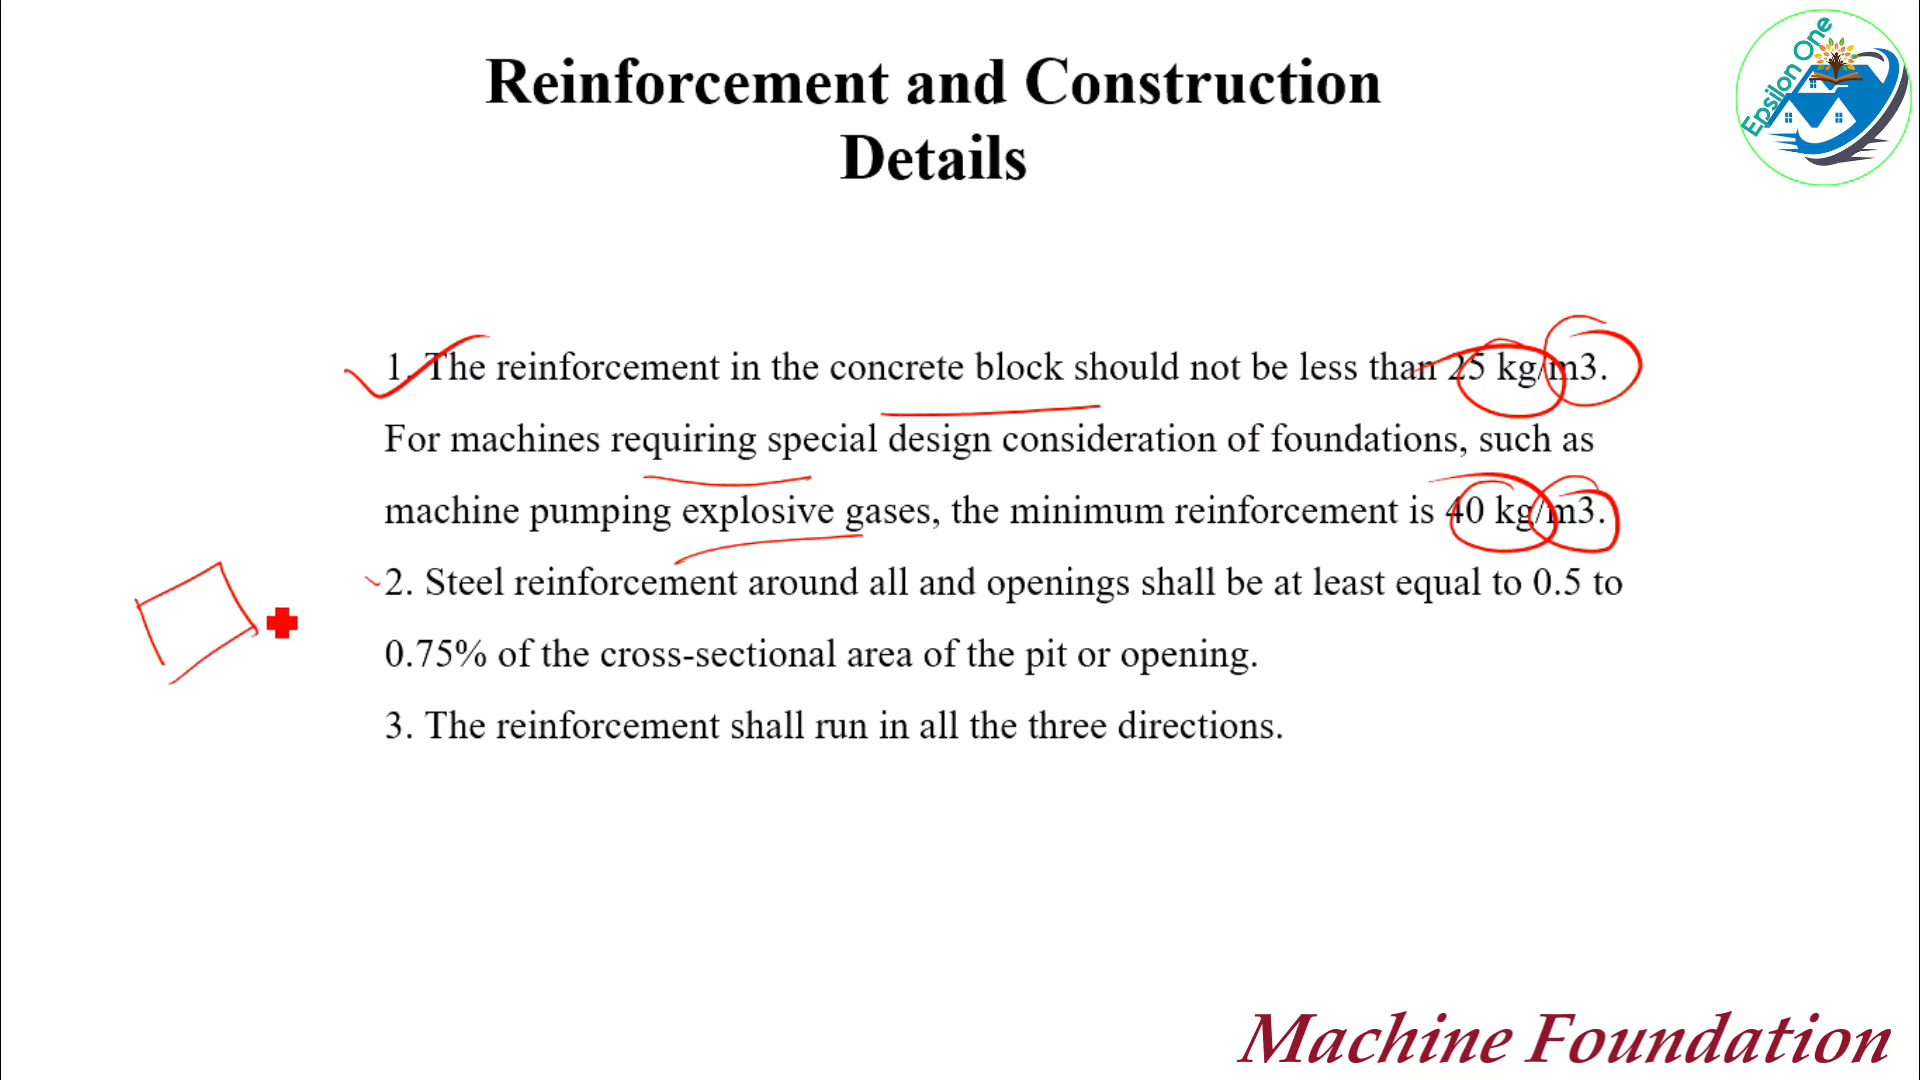 Epsilon One
Reinforcement and Construction
Details
1. The reinforcement in the concrete block should not be less than 25 kg/m3.
For machines requiring special design consideration of foundations, such as
machine pumping explosive gases, the minimum reinforcement is 40 kg/m3.
2. Steel reinforcement around all and openings shall be at least equal to 0.5 to
0.75% of the cross-sectional area of the pit or opening.
3. The reinforcement shall run in all the three directions.
Machine Foundation